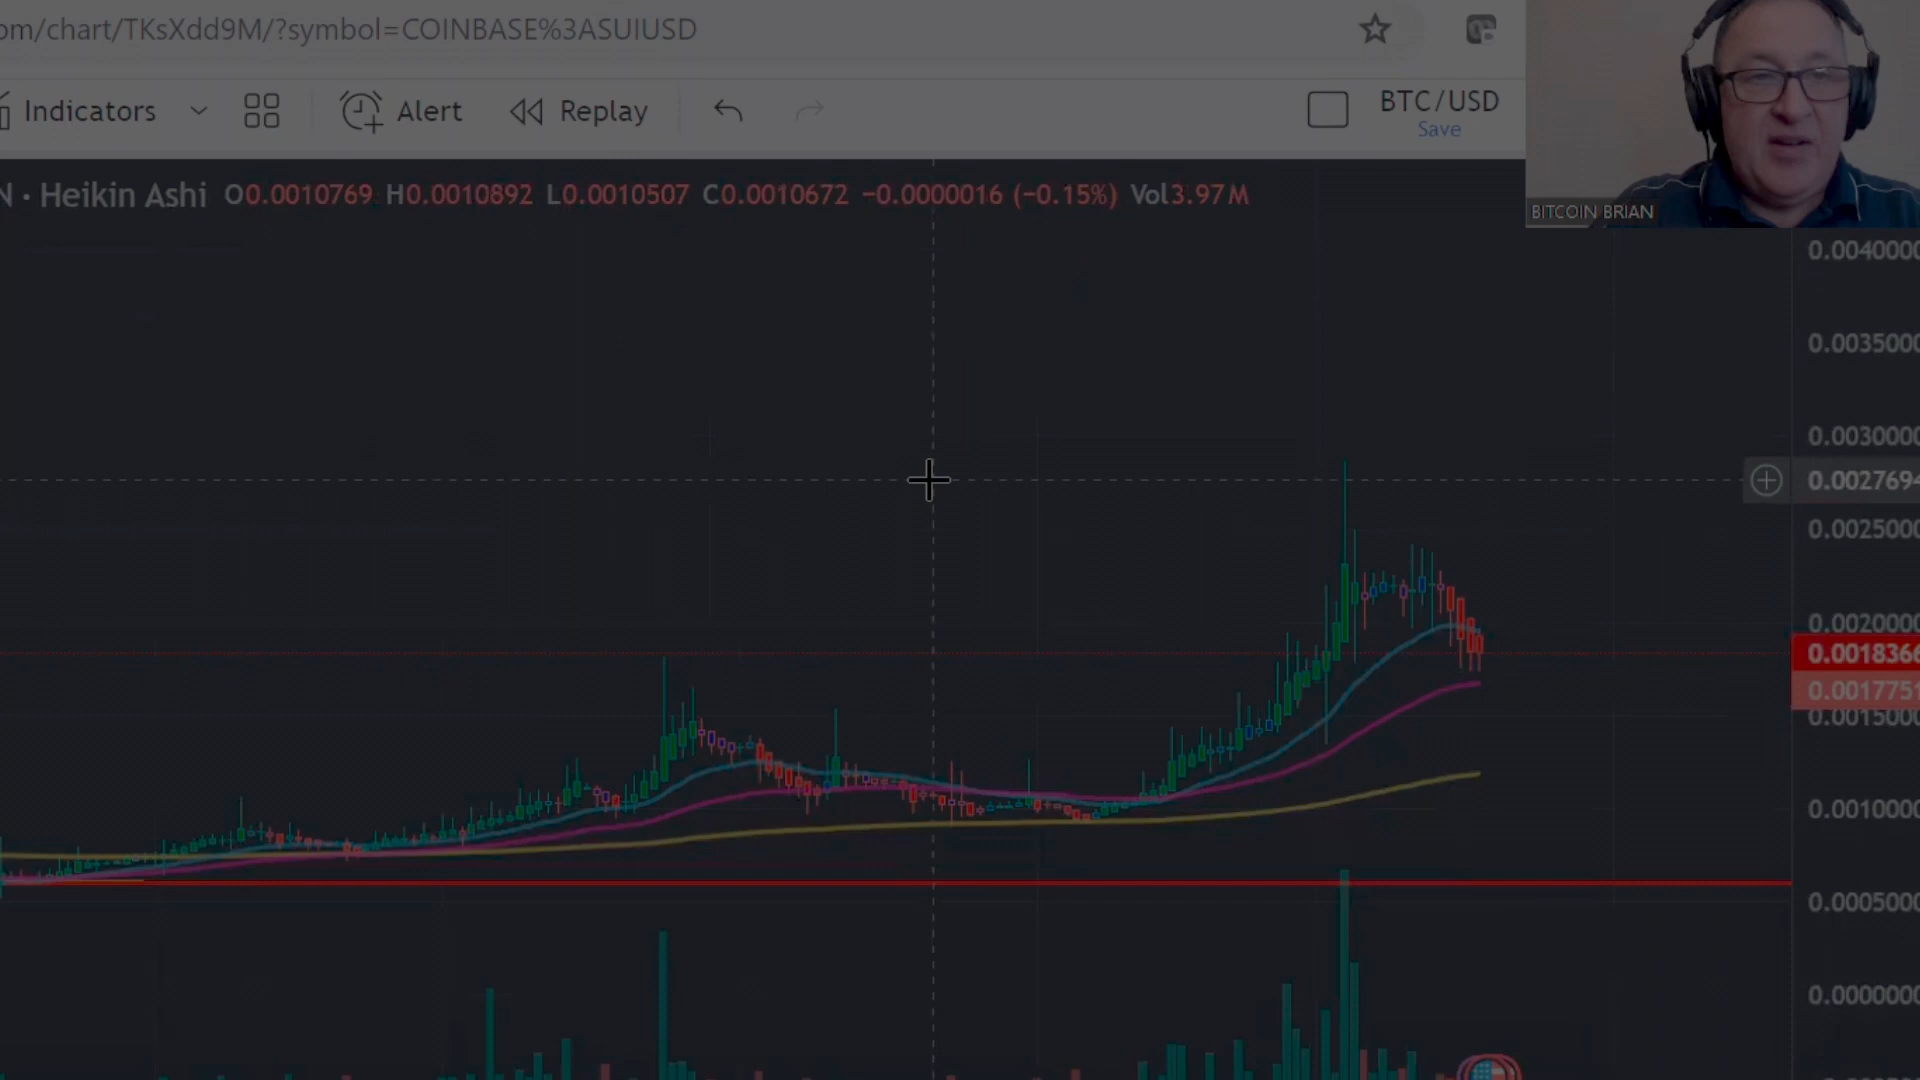 om/chart/TKsXdd9M/?symbol=COINBASE%3ASUIUSD
Indicators
Alert
Replay
BTC/USD
Save
N · Heikin Ashi O0.0010769 H0.0010892 L0.0010507 C0.0010672 −0.0000016 (−0.15%) Vol3.97 M
BITCOIN BRIAN
0.0040000
0.0035000
0.0030000
0.0027694
0.0025000
0.0020000
0.0018366
0.0017751
0.0015000
0.0010000
0.0005000
0.0000000